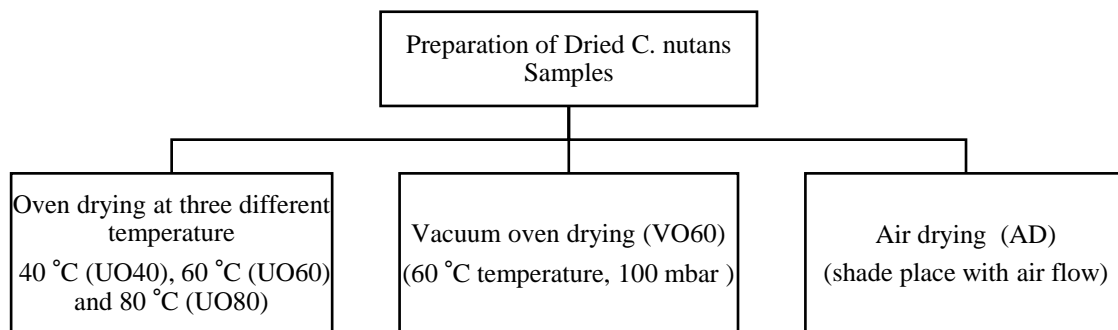 Preparation of Dried C. nutans
Samples
Oven drying at three different
temperature
40 ˚C (UO40), 60 ˚C (UO60)
and 80 ˚C (UO80)
Vacuum oven drying (VO60)
(60 ˚C temperature, 100 mbar )
Air drying (AD)
(shade place with air flow)